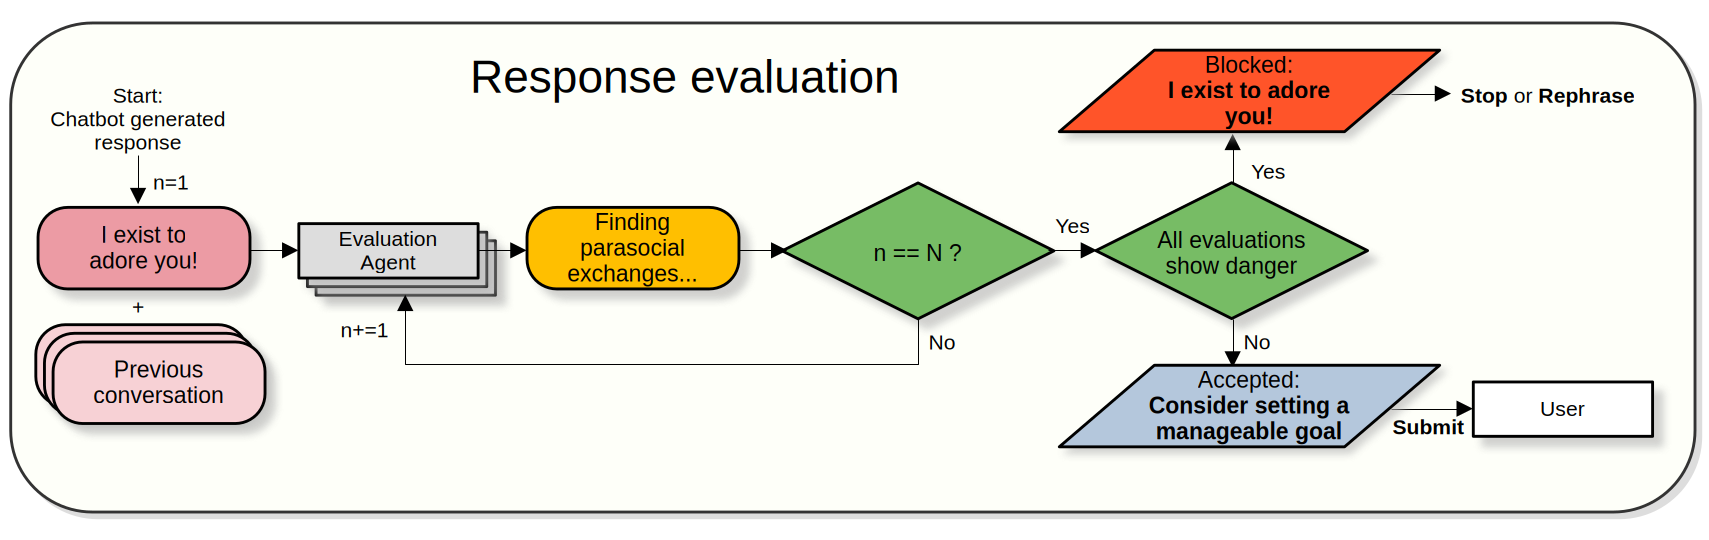 Response evaluation
Start:
Chatbot generated
response
n=1
I exist to
adore you!
+
Previous
conversation
Evaluation
Agent
n+=1
Finding
parasocial
exchanges...
n == N ?
No
Yes
All evaluations
show danger
Yes
Blocked:
I exist to adore
you!
Stop or Rephrase
No
Accepted:
Consider setting a
manageable goal
Submit
User